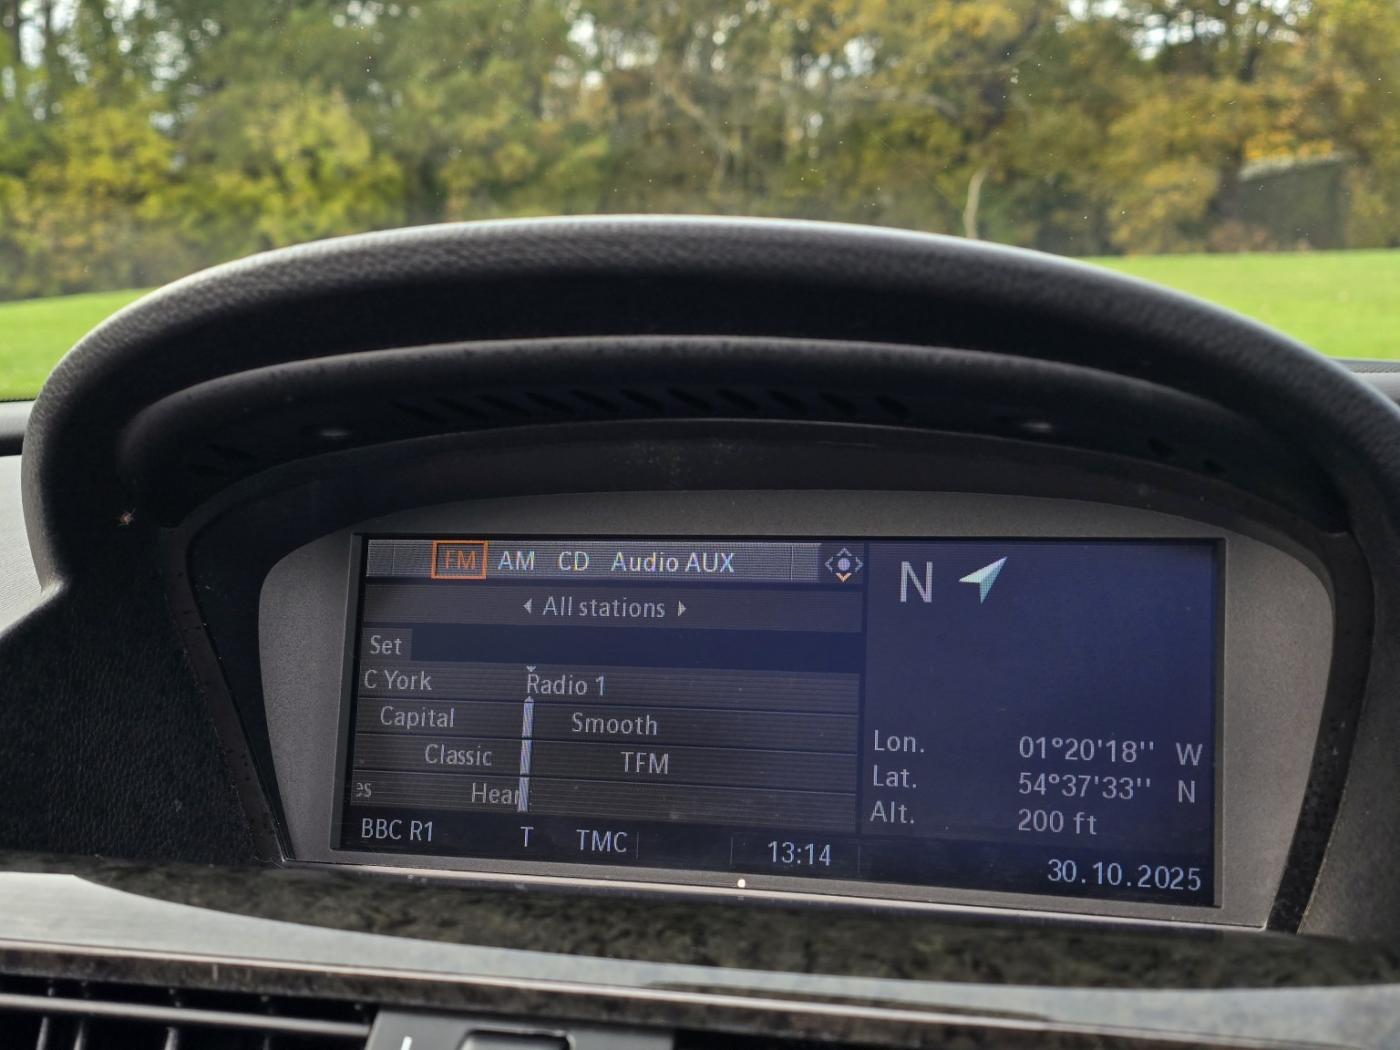 FM AM CD Audio AUX
All stations
Set
C York Radio 1
Capital Smooth
Classic TFM
es Hear
BBC R1 T TMC 13:14
N
Lon. 01°20'18'' W
Lat. 54°37'33'' N
Alt. 200 ft
30.10.2025